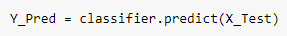 Y_Pred = classifier.predict(X_Test)